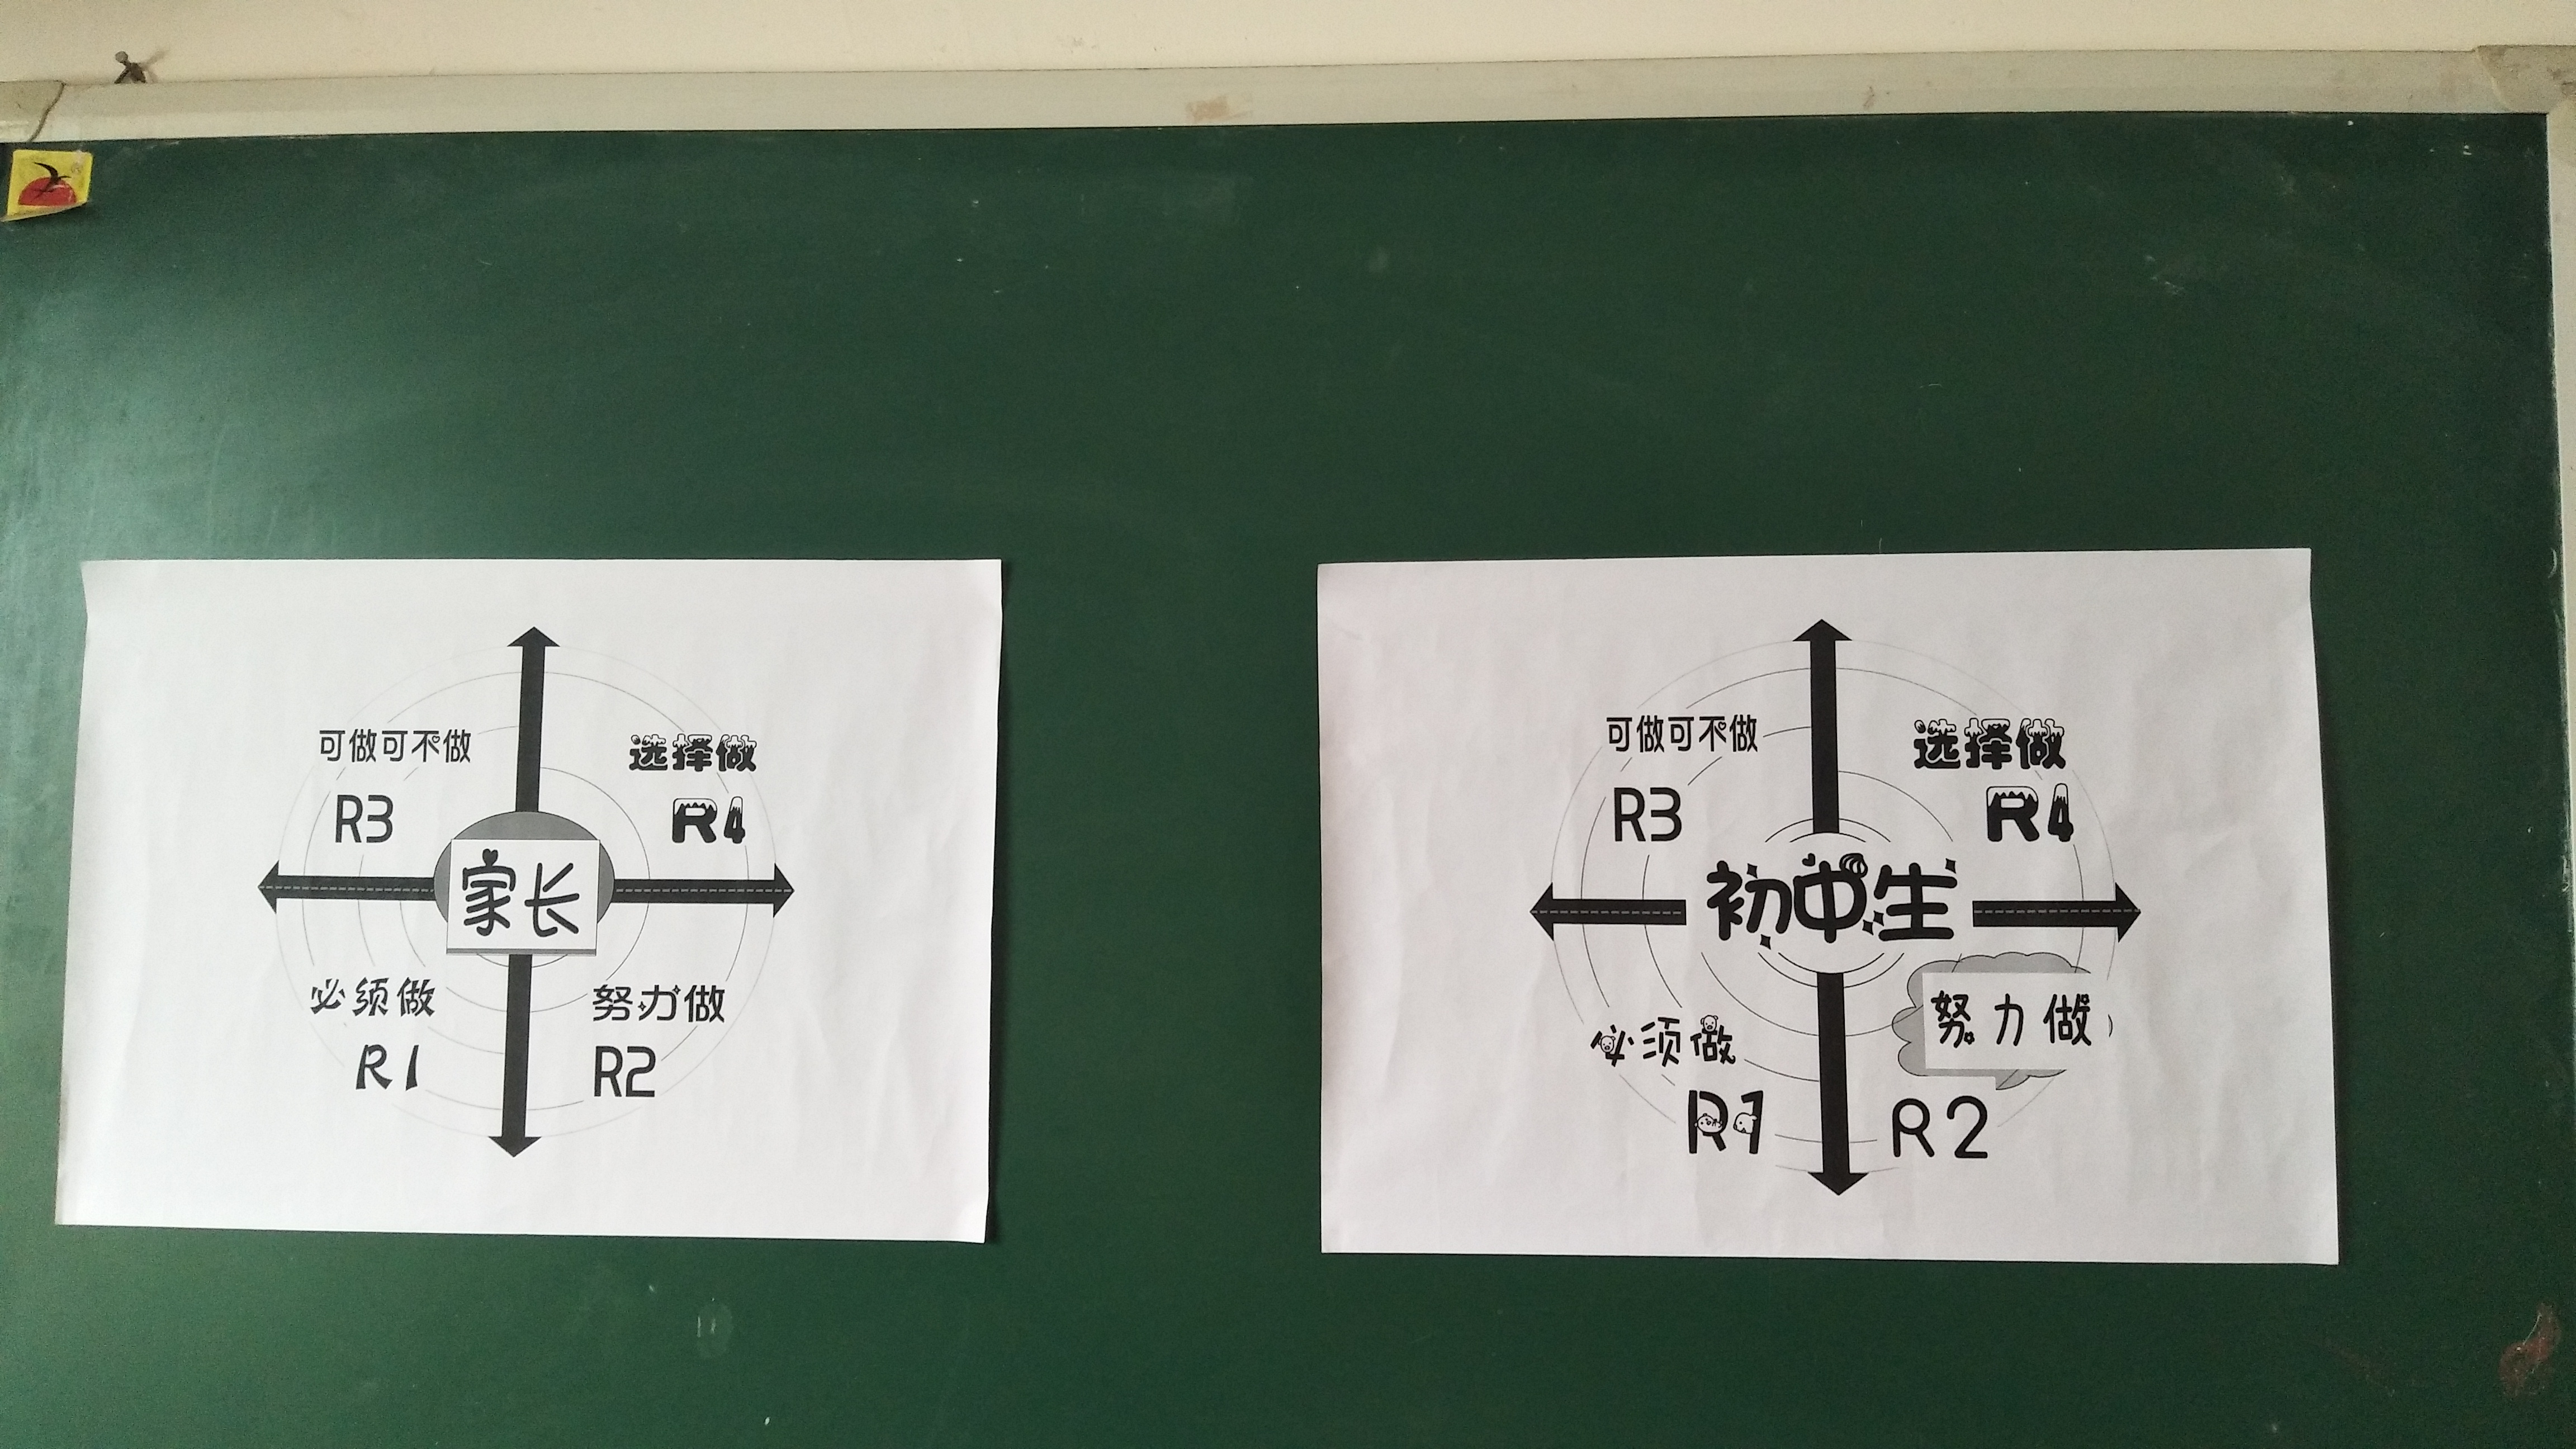 可做可不做
R3
选择做
R4
家长
必须做
R1
努力做
R2
可做可不做
R3
选择做
R4
初中生
必须做
R1
努力做
R2